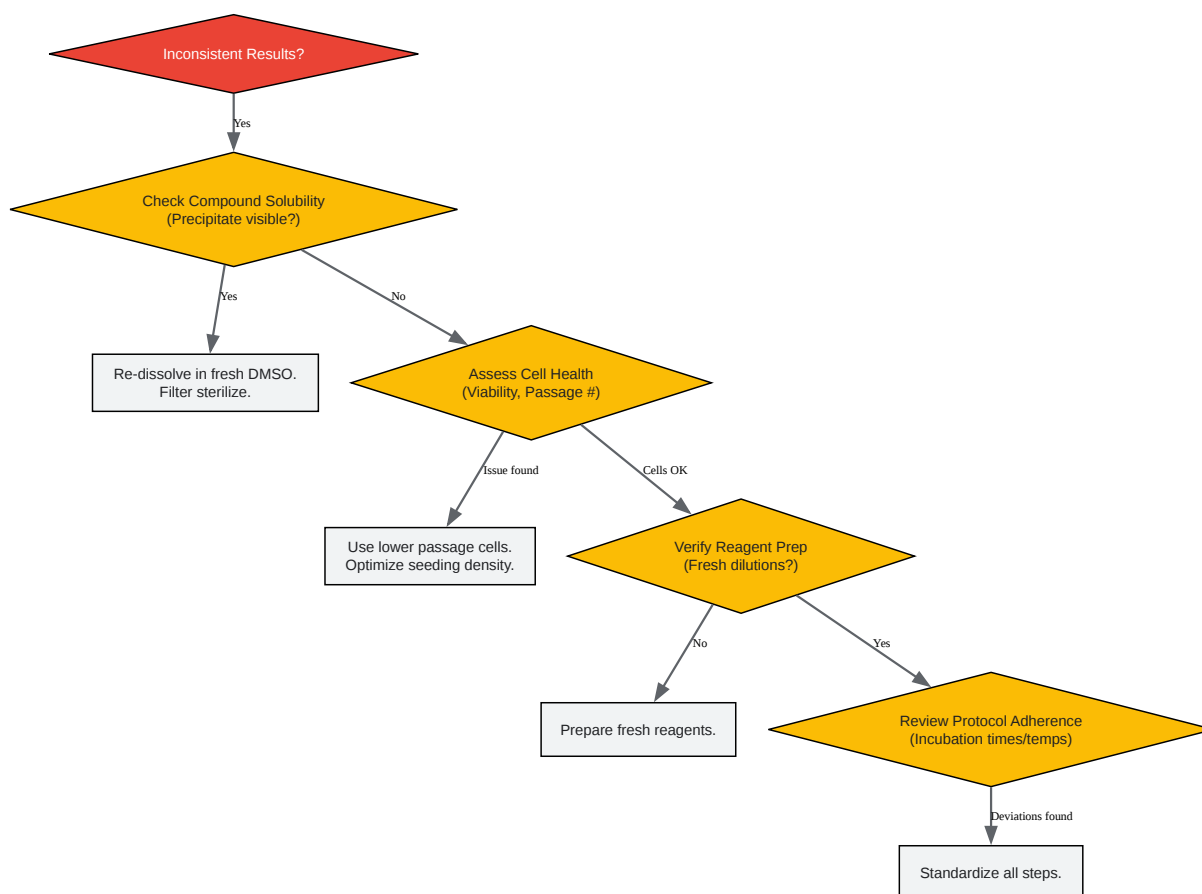 Inconsistent Results?
Yes
Check Compound Solubility
(Precipitate visible?)
Yes
No
Re-dissolve in fresh DMSO.
Filter sterilize.
Assess Cell Health
(Viability, Passage #)
Issue found
Cells OK
Use lower passage cells.
Optimize seeding density.
Verify Reagent Prep
(Fresh dilutions?)
No
Yes
Prepare fresh reagents.
Review Protocol Adherence
(Incubation times/temps)
Deviations found
Standardize all steps.